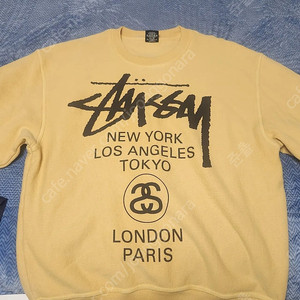 STÜSSY
NEW YORK
LOS ANGELES
TOKYO
LONDON
PARIS